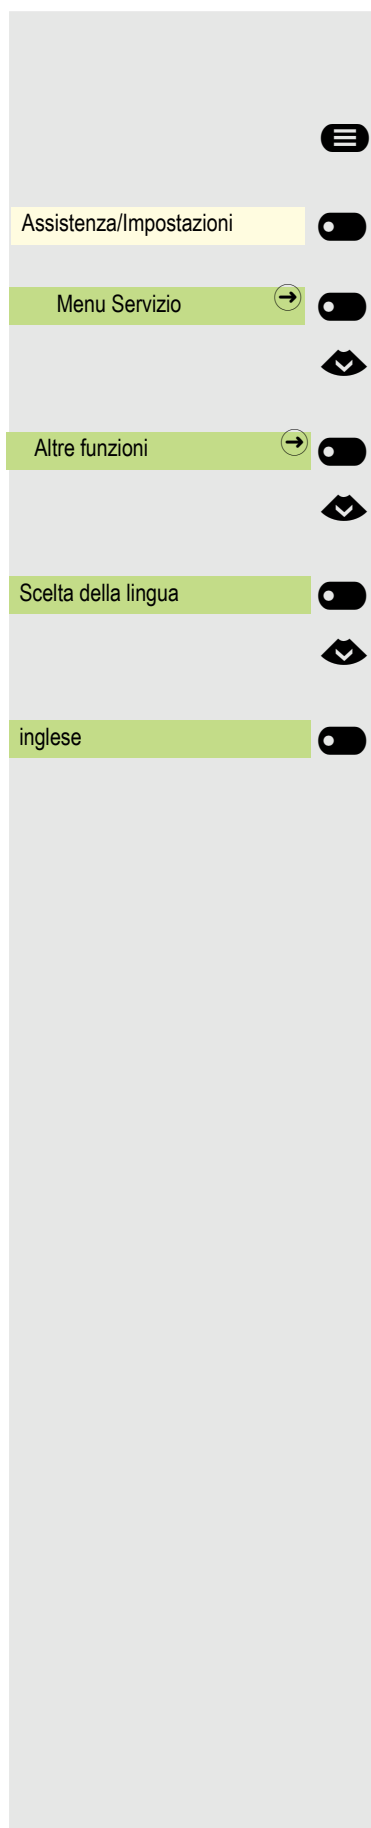 Assistenza/Impostazioni
Menu Servizio
Altre funzioni
Scelta della lingua
inglese